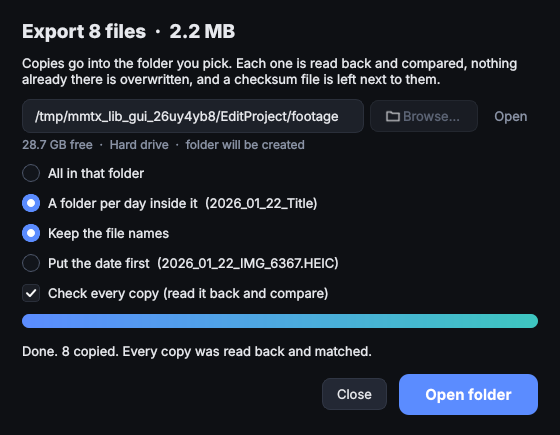 Export 8 files · 2.2 MB
Copies go into the folder you pick. Each one is read back and compared, nothing
already there is overwritten, and a checksum file is left next to them.
/tmp/mmtx_lib_gui_26uy4yb8/EditProject/footage Browse... Open
28.7 GB free · Hard drive · folder will be created
All in that folder
A folder per day inside it (2026_01_22_Title)
Keep the file names
Put the date first (2026_01_22_IMG_6367.HEIC)
Check every copy (read it back and compare)
Done. 8 copied. Every copy was read back and matched.
Close Open folder